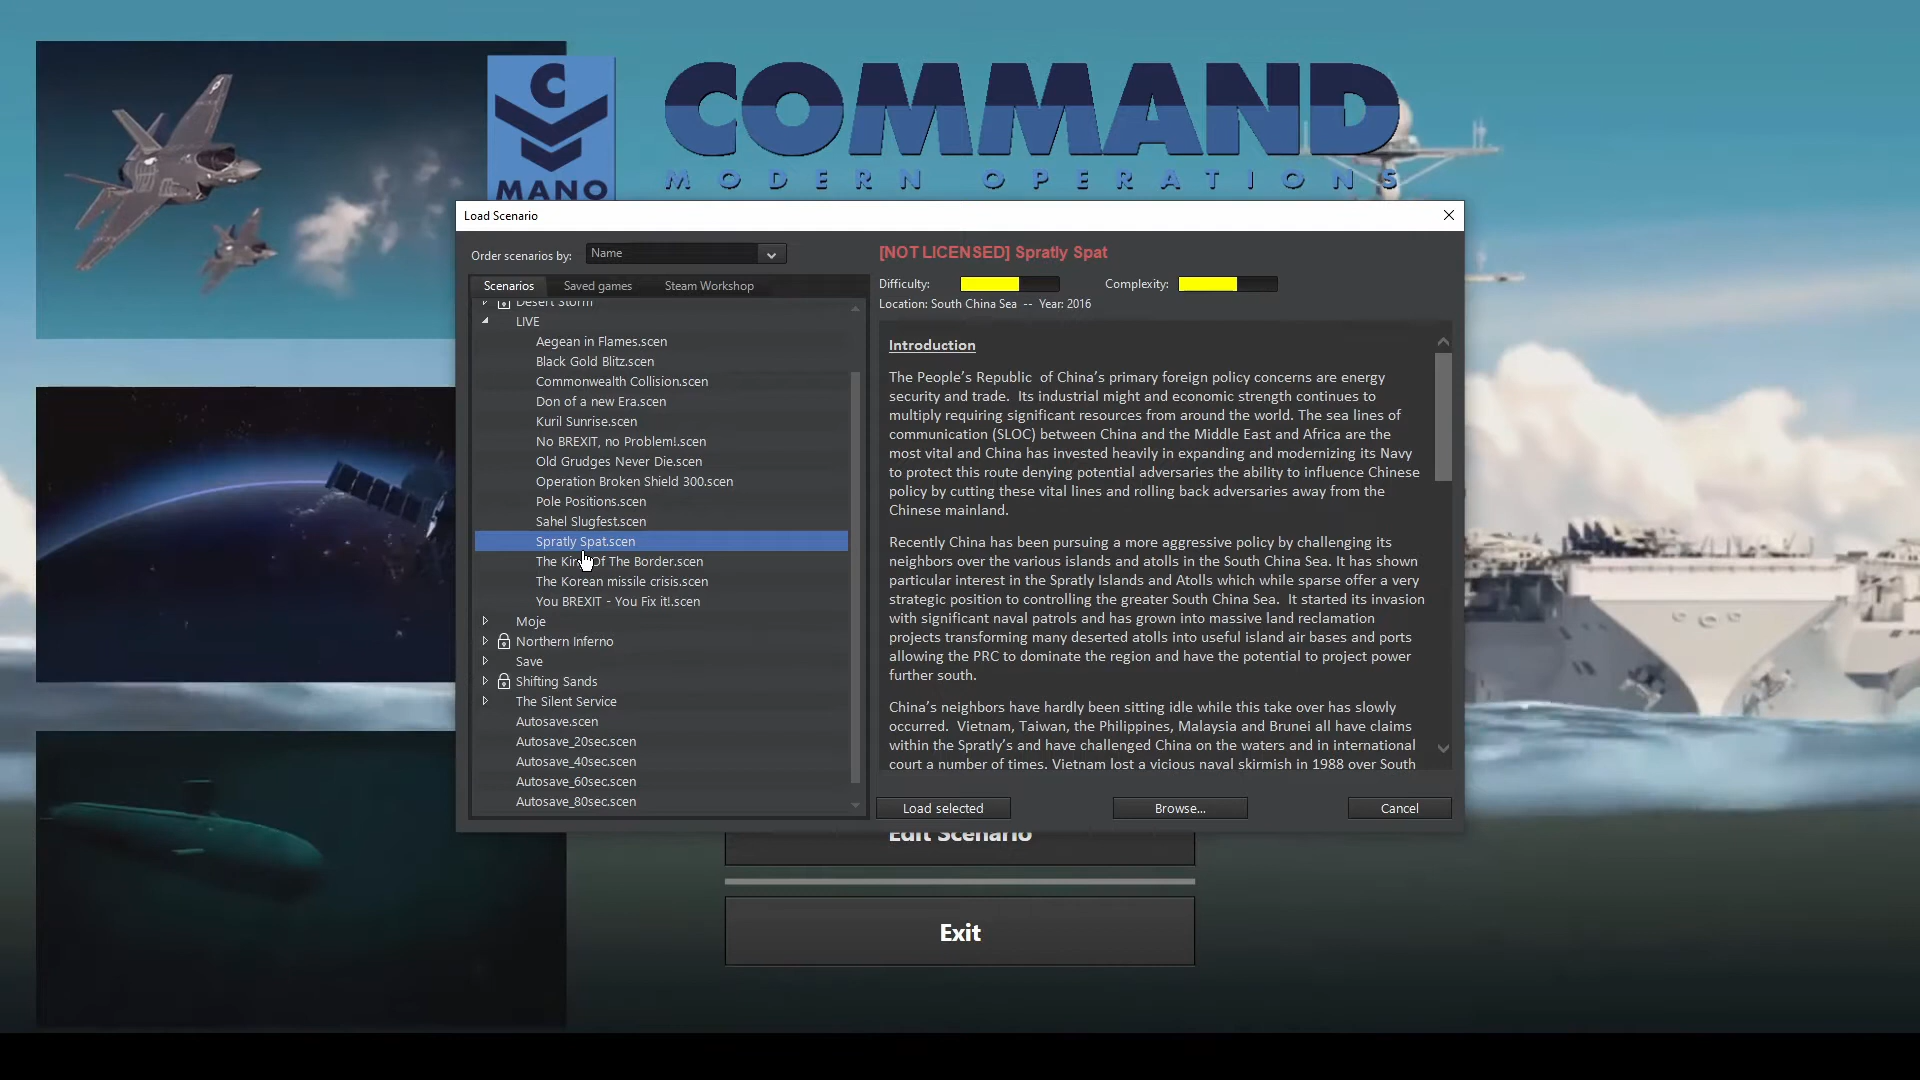 C
MANO
COMMAND
MODERN OPERATIONS
Load Scenario
Order scenarios by:
Name
Scenarios
Saved games
Steam Workshop
Desert Storm
LIVE
Aegean in Flames.scen
Black Gold Blitz.scen
Commonwealth Collision.scen
Don of a new Era.scen
Kuril Sunrise.scen
No BREXIT, no Problem!.scen
Old Grudges Never Die.scen
Operation Broken Shield 300.scen
Pole Positions.scen
Sahel Slugfest.scen
Spratly Spat.scen
The King Of The Border.scen
The Korean missile crisis.scen
You BREXIT - You Fix it!.scen
Moje
Northern Inferno
Save
Shifting Sands
The Silent Service
Autosave.scen
Autosave_20sec.scen
Autosave_40sec.scen
Autosave_60sec.scen
Autosave_80sec.scen
[NOT LICENSED] Spratly Spat
Difficulty:
Complexity:
Location: South China Sea -- Year: 2016
Introduction
The People's Republic of China's primary foreign policy concerns are energy
security and trade. Its industrial might and economic strength continues to
multiply requiring significant resources from around the world. The sea lines of
communication (SLOC) between China and the Middle East and Africa are the
most vital and China has invested heavily in expanding and modernizing its Navy
to protect this route denying potential adversaries the ability to influence Chinese
policy by cutting these vital lines and rolling back adversaries away from the
Chinese mainland.
Recently China has been pursuing a more aggressive policy by challenging its
neighbors over the various islands and atolls in the South China Sea. It has shown
particular interest in the Spratly Islands and Atolls which while sparse offer a very
strategic position to controlling the greater South China Sea. It started its invasion
with significant naval patrols and has grown into massive land reclamation
projects transforming many deserted atolls into useful island air bases and ports
allowing the PRC to dominate the region and have the potential to project power
further south.
China's neighbors have hardly been sitting idle while this take over has slowly
occurred. Vietnam, Taiwan, the Philippines, Malaysia and Brunei all have claims
within the Spratly's and have challenged China on the waters and in international
court a number of times. Vietnam lost a vicious naval skirmish in 1988 over South
Load selected
Browse...
Cancel
Edit Scenario
Exit